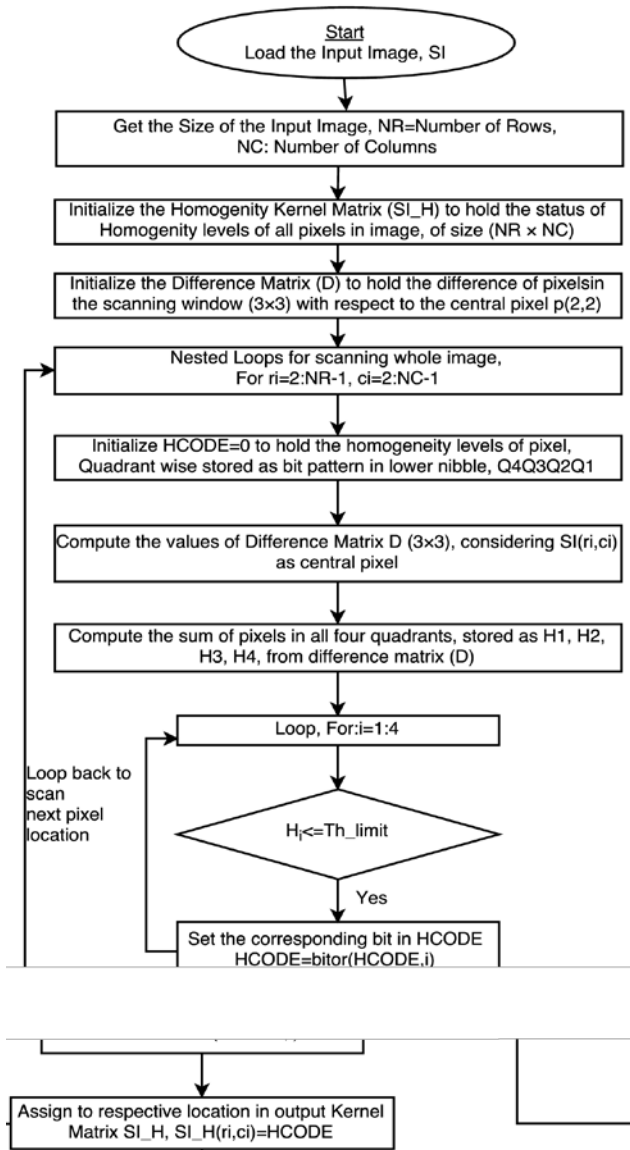 Start
Load the Input Image, SI
Get the Size of the Input Image, NR=Number of Rows,
NC: Number of Columns
Initialize the Homogenity Kernel Matrix (SI_H) to hold the status of
Homogenity levels of all pixels in image, of size (NR × NC)
Initialize the Difference Matrix (D) to hold the difference of pixelsin
the scanning window (3×3) with respect to the central pixel p(2,2)
Nested Loops for scanning whole image,
For ri=2:NR-1, ci=2:NC-1
Initialize HCODE=0 to hold the homogeneity levels of pixel,
Quadrant wise stored as bit pattern in lower nibble, Q4Q3Q2Q1
Compute the values of Difference Matrix D (3×3), considering SI(ri,ci)
as central pixel
Compute the sum of pixels in all four quadrants, stored as H1, H2,
H3, H4, from difference matrix (D)
Loop, For:i=1:4
Loop back to
scan
next pixel
location
Hi<=Th_limit
Yes
Set the corresponding bit in HCODE
HCODE=bitor(HCODE,i)
Assign to respective location in output Kernel
Matrix SI_H, SI_H(ri,ci)=HCODE